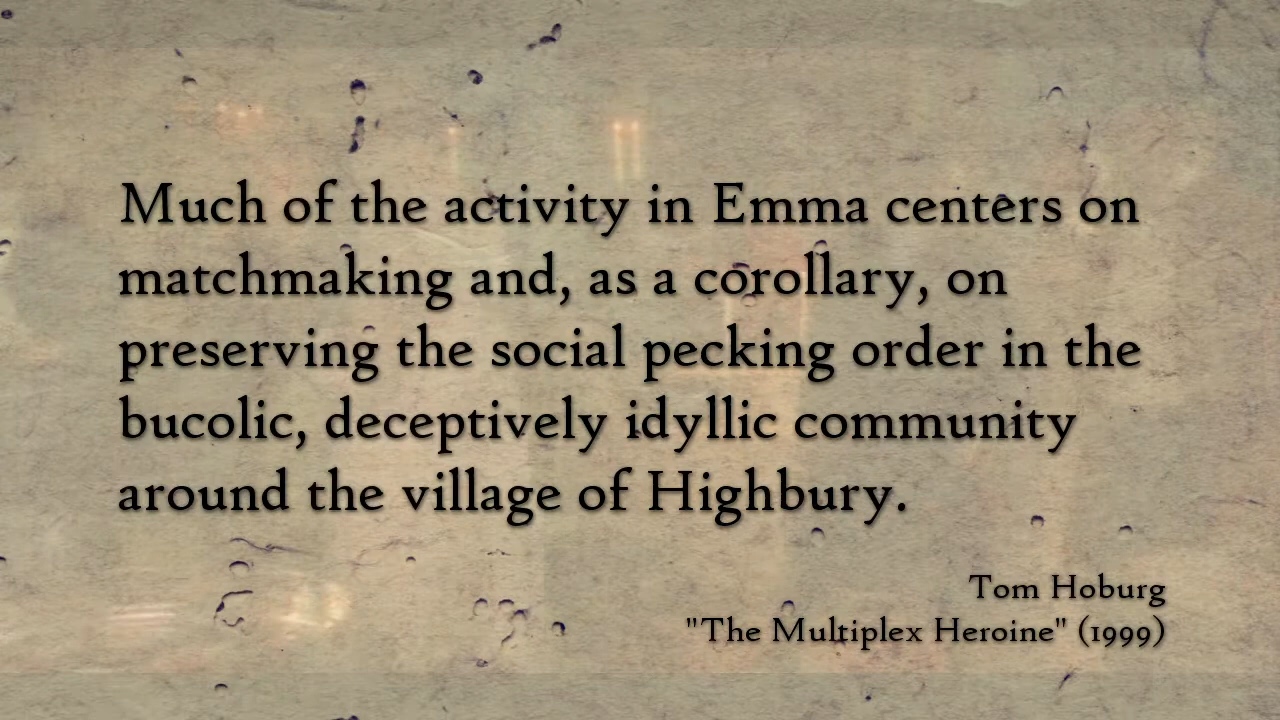 Much of the activity in Emma centers on
matchmaking and, as a corollary, on
preserving the social pecking order in the
bucolic, deceptively idyllic community
around the village of Highbury.
Tom Hoburg
"The Multiplex Heroine" (1999)